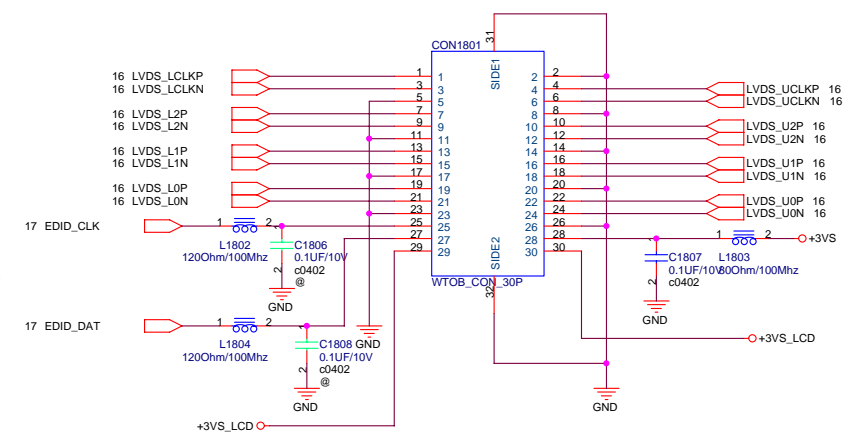 31
CON1801
SIDE1
16 LVDS_LCLKP 1 1 2 2
16 LVDS_LCLKN 3 3 4 4 LVDS_UCLKP 16
5 5 6 6 LVDS_UCLKN 16
16 LVDS_L2P 7 7 8 8
16 LVDS_L2N 9 9 10 10 LVDS_U2P 16
11 11 12 12 LVDS_U2N 16
16 LVDS_L1P 13 13 14 14
16 LVDS_L1N 15 15 16 16 LVDS_U1P 16
17 17 18 18 LVDS_U1N 16
16 LVDS_L0P 19 19 20 20
16 LVDS_L0N 21 21 22 22 LVDS_U0P 16
23 23 24 24 LVDS_U0N 16
17 EDID_CLK 1 2 25 25 26 26
27 27 28 28 1 2 +3VS
29 29 30 30
SIDE2
L1802
120Ohm/100Mhz
1
C1806
0.1UF/10V
c0402
@
2
GND
1
C1807
0.1UF/10V
c0402
2
GND
L1803
80Ohm/100Mhz
WTOB_CON_30P
32
17 EDID_DAT 1 2
L1804
120Ohm/100Mhz
1
C1808
0.1UF/10V
c0402
@
2
GND
GND
+3VS_LCD
GND
+3VS_LCD